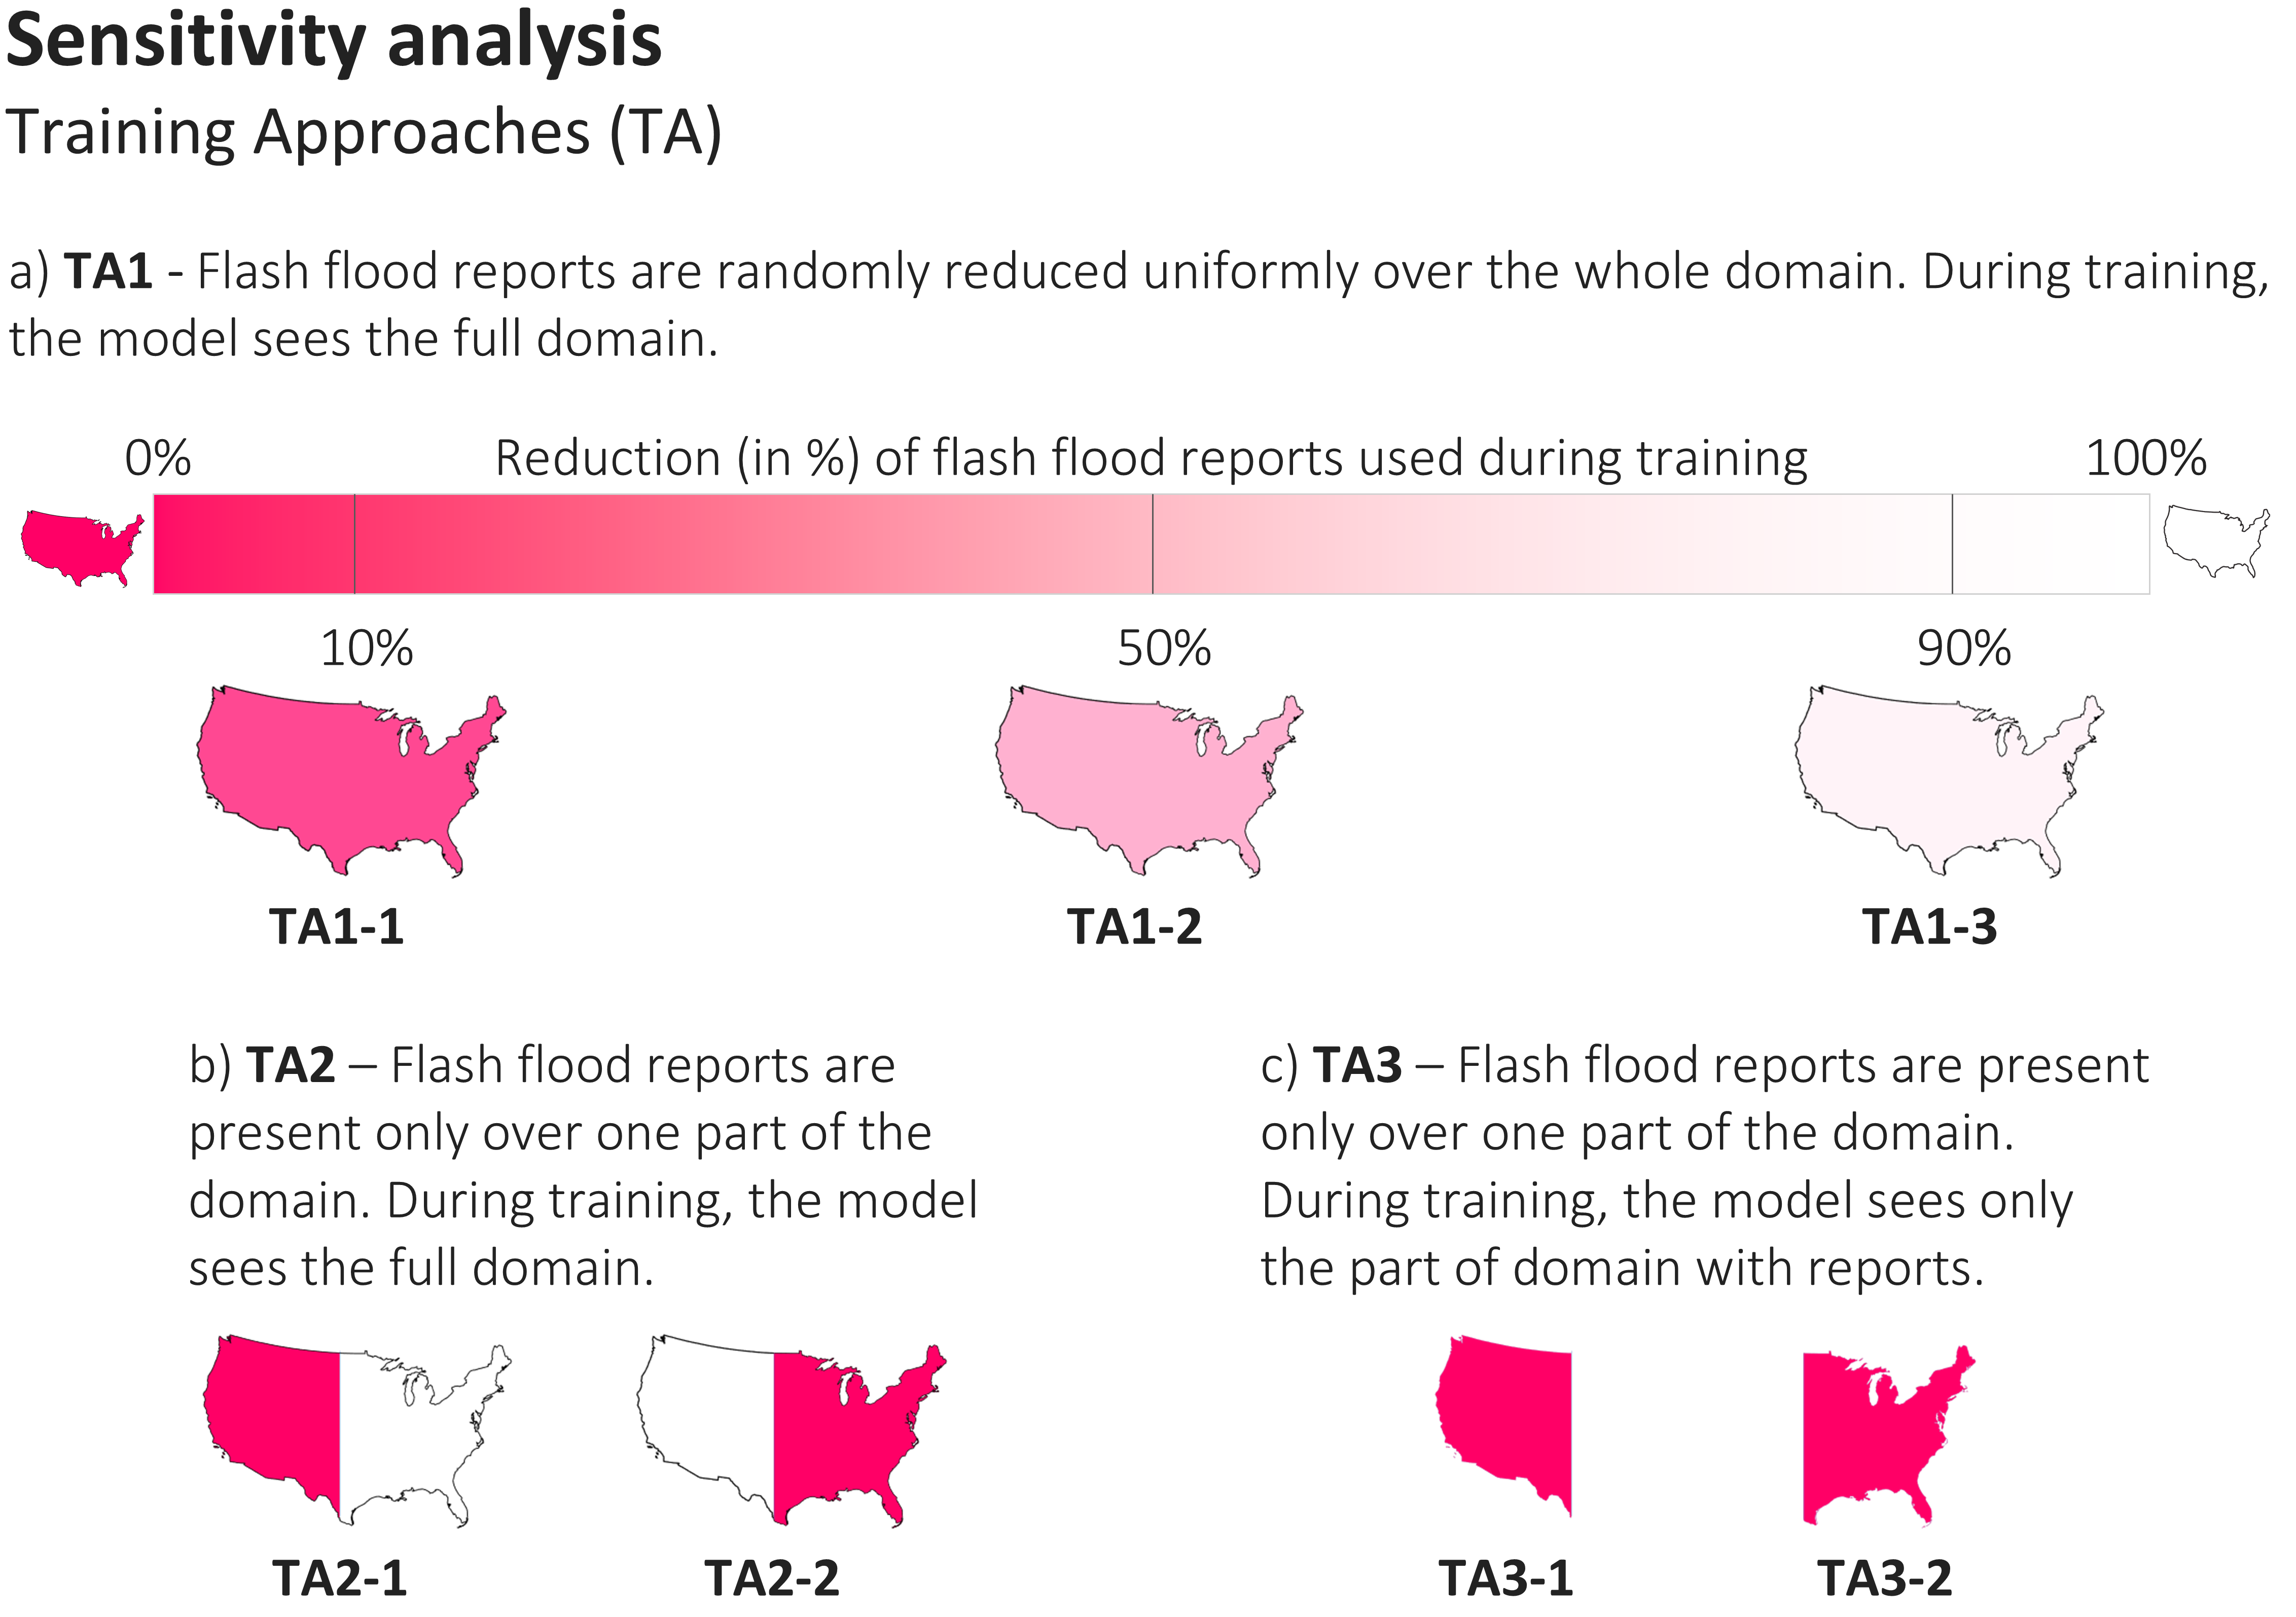 Sensitivity analysis
Training Approaches (TA)
a) TA1 - Flash flood reports are randomly reduced uniformly over the whole domain. During training,
the model sees the full domain.
0% Reduction (in %) of flash flood reports used during training 100%
10% 50% 90%
TA1-1 TA1-2 TA1-3
b) TA2 – Flash flood reports are
present only over one part of the
domain. During training, the model
sees the full domain.
TA2-1 TA2-2
c) TA3 – Flash flood reports are present
only over one part of the domain.
During training, the model sees only
the part of domain with reports.
TA3-1 TA3-2